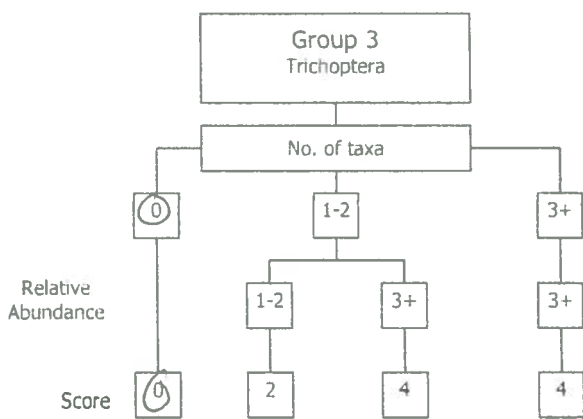 Group 3
Trichoptera
No. of taxa
0
1-2
3+
Relative
Abundance
1-2
3+
3+
Score
0
2
4
4